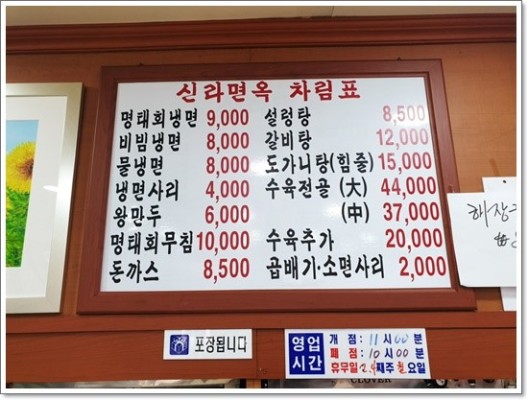 신라면옥 차림표
명태회냉면 9,000
비빔냉면 8,000
물냉면 8,000
냉면사리 4,000
왕만두 6,000
명태회무침 10,000
돈까스 8,500
설렁탕 8,500
갈비탕 12,000
도가니탕(힘줄) 15,000
수육전골 (大) 44,000
(中) 37,000
수육추가 20,000
곱배기·소면사리 2,000
해장
포장됩니다
영업시간
개점: 11시 00분
폐점: 10시 00분
휴무일 2.4째주 월요일
CLOVER